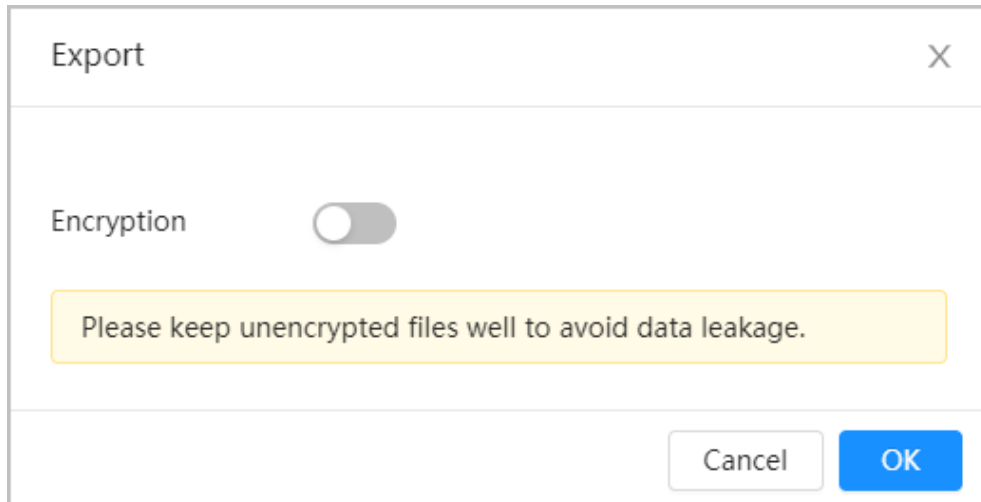 Export
Encryption
Please keep unencrypted files well to avoid data leakage.
Cancel OK